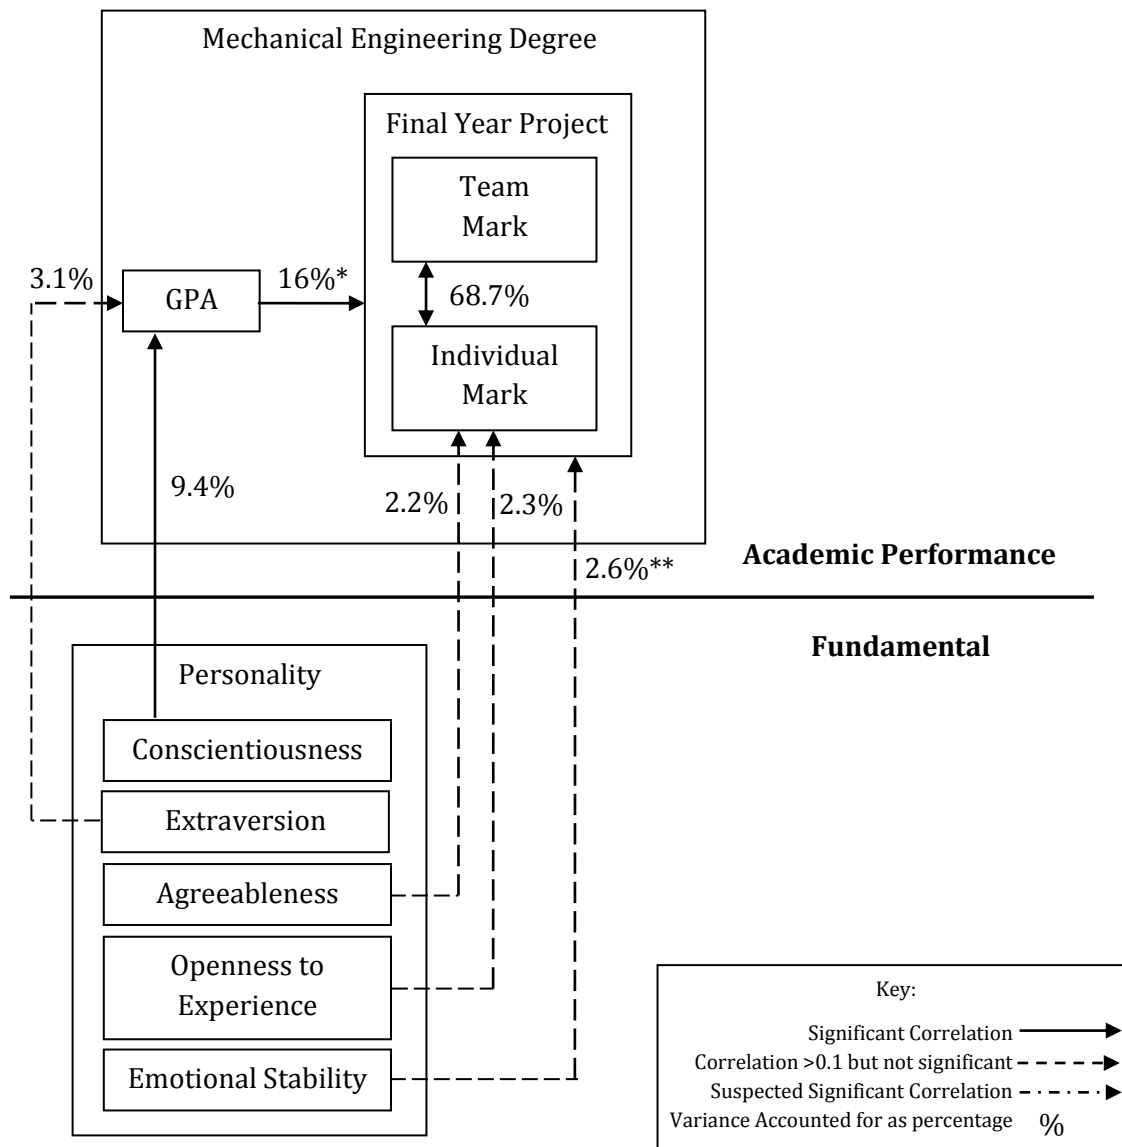 Mechanical Engineering Degree
Final Year Project
Team
Mark
3.1%
GPA
16%*
68.7%
Individual
Mark
9.4%
2.2%
2.3%
2.6%**
Academic Performance
Fundamental
Personality
Conscientiousness
Extraversion
Agreeableness
Openness to
Experience
Emotional Stability
Key:
Significant Correlation
Correlation >0.1 but not significant
Suspected Significant Correlation
Variance Accounted for as percentage %